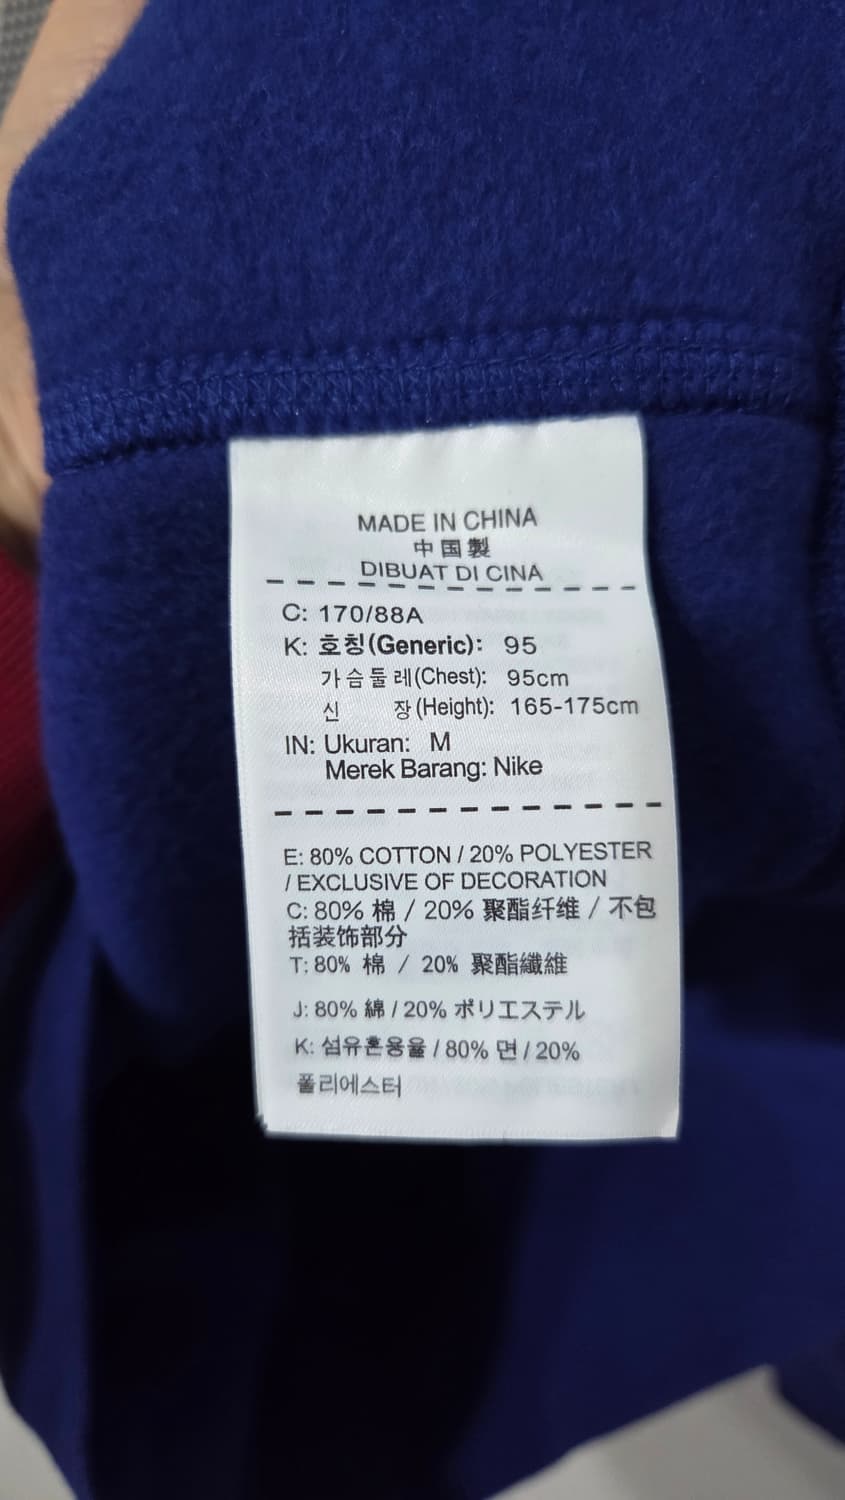 MADE IN CHINA
中国製
DIBUAT DI CINA
C: 170/88A
K: 호칭(Generic): 95
가슴둘레(Chest): 95cm
신 장(Height): 165-175cm
IN: Ukuran: M
Merek Barang: Nike
E: 80% COTTON / 20% POLYESTER
/ EXCLUSIVE OF DECORATION
C: 80% 棉 / 20% 聚酯纤维 / 不包
括装饰部分
T: 80% 棉 / 20% 聚酯纖維
J: 80% 綿 / 20% ポリエステル
K: 섬유혼용율 / 80% 면 / 20%
폴리에스터